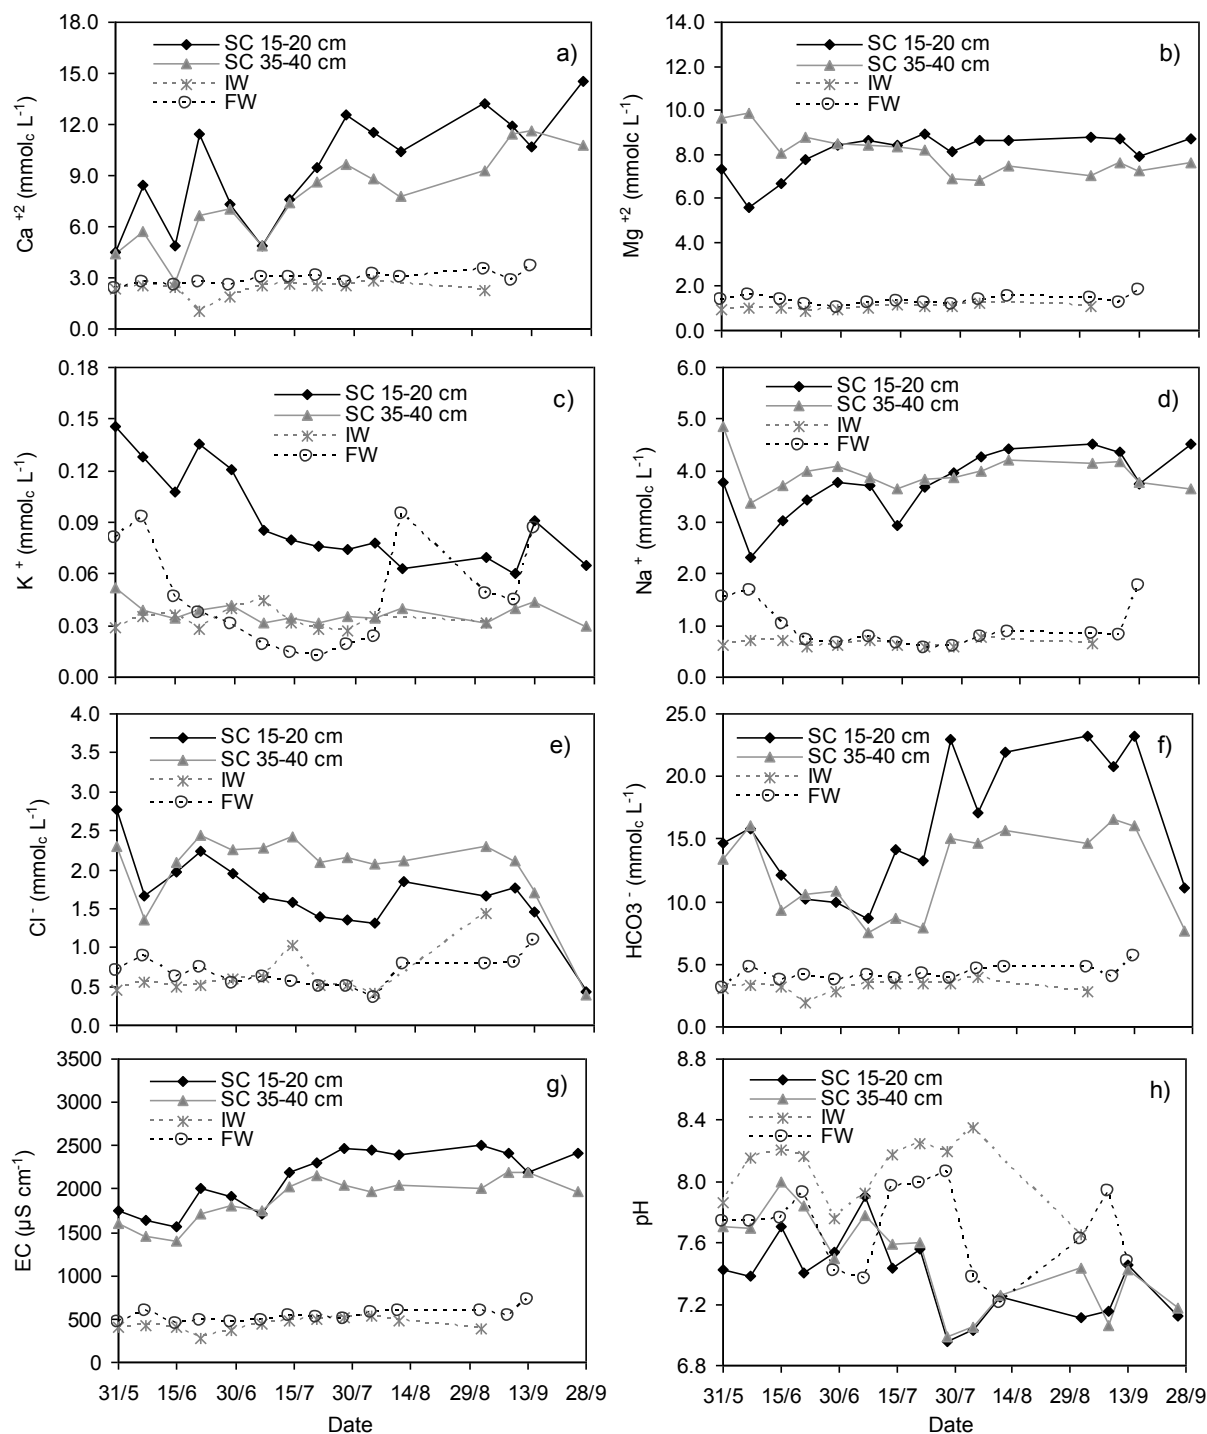 a)
Ca +2 (mmolc L-1)
18.0
15.0
12.0
9.0
6.0
3.0
0.0
SC 15-20 cm
SC 35-40 cm
IW
FW
b)
Mg +2 (mmolc L-1)
14.0
12.0
10.0
8.0
6.0
4.0
2.0
0.0
SC 15-20 cm
SC 35-40 cm
IW
FW
c)
K + (mmolc L-1)
0.18
0.15
0.12
0.09
0.06
0.03
0.00
SC 15-20 cm
SC 35-40 cm
IW
FW
d)
Na + (mmolc L-1)
6.0
5.0
4.0
3.0
2.0
1.0
0.0
SC 15-20 cm
SC 35-40 cm
IW
FW
e)
Cl - (mmolc L-1)
4.0
3.5
3.0
2.5
2.0
1.5
1.0
0.5
0.0
SC 15-20 cm
SC 35-40 cm
IW
FW
f)
HCO3 - (mmolc L-1)
25.0
20.0
15.0
10.0
5.0
0.0
SC 15-20 cm
SC 35-40 cm
IW
FW
g)
EC (µS cm-1)
3500
3000
2500
2000
1500
1000
500
0
SC 15-20 cm
SC 35-40 cm
IW
FW
31/5 15/6 30/6 15/7 30/7 14/8 29/8 13/9 28/9
Date
h)
pH
8.8
8.4
8.0
7.6
7.2
6.8
SC 15-20 cm
SC 35-40 cm
IW
FW
31/5 15/6 30/6 15/7 30/7 14/8 29/8 13/9 28/9
Date